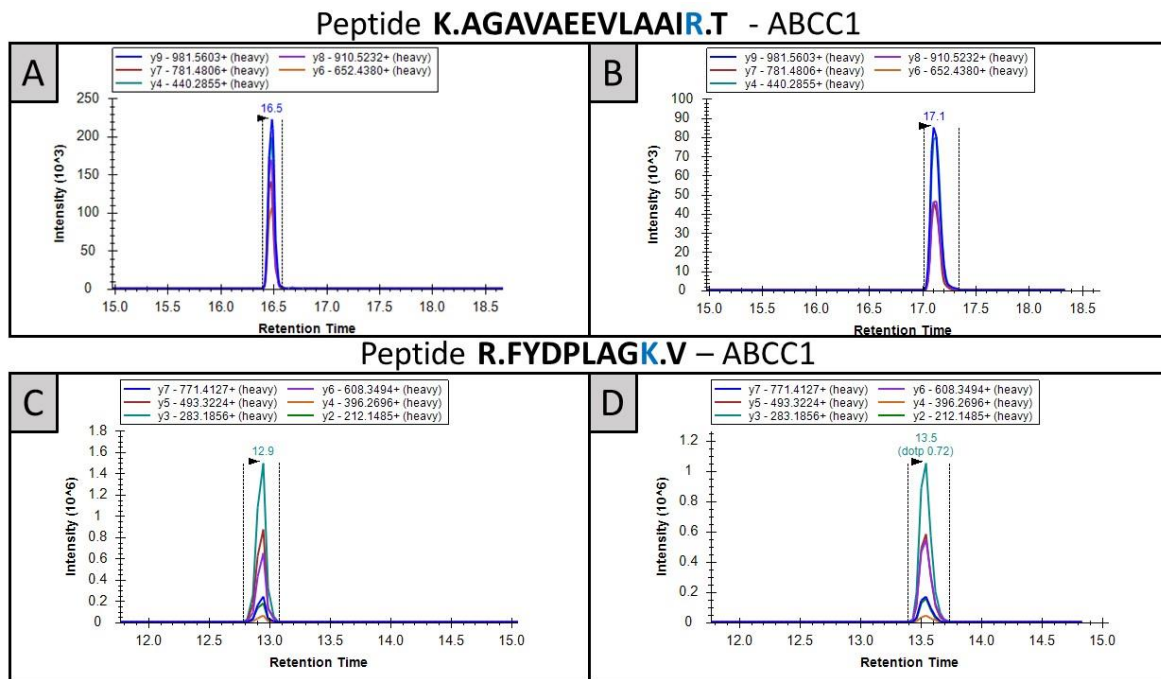 Peptide K.AGAVAEEVLAAIR.T - ABCC1
A
y9 - 981.5603+ (heavy) y8 - 910.5232+ (heavy)
y7 - 781.4806+ (heavy) y6 - 652.4380+ (heavy)
y4 - 440.2855+ (heavy)
250
200
150
100
50
0
Intensity (10^3)
16.5
15.0 15.5 16.0 16.5 17.0 17.5 18.0 18.5
Retention Time
B
y9 - 981.5603+ (heavy) y8 - 910.5232+ (heavy)
y7 - 781.4806+ (heavy) y6 - 652.4380+ (heavy)
y4 - 440.2855+ (heavy)
100
90
80
70
60
50
40
30
20
10
0
Intensity (10^3)
17.1
15.0 15.5 16.0 16.5 17.0 17.5 18.0 18.5
Retention Time
Peptide R.FYDPLAGK.V – ABCC1
C
y7 - 771.4127+ (heavy) y6 - 608.3494+ (heavy)
y5 - 493.3224+ (heavy) y4 - 396.2696+ (heavy)
y3 - 283.1856+ (heavy) y2 - 212.1485+ (heavy)
1.8
1.6
1.4
1.2
1
0.8
0.6
0.4
0.2
0
Intensity (10^6)
12.9
12.0 12.5 13.0 13.5 14.0 14.5 15.0
Retention Time
D
y7 - 771.4127+ (heavy) y6 - 608.3494+ (heavy)
y5 - 493.3224+ (heavy) y4 - 396.2696+ (heavy)
y3 - 283.1856+ (heavy) y2 - 212.1485+ (heavy)
1.2
1
0.8
0.6
0.4
0.2
0
Intensity (10^6)
13.5
(dotp 0.72)
12.0 12.5 13.0 13.5 14.0 14.5 15.0
Retention Time